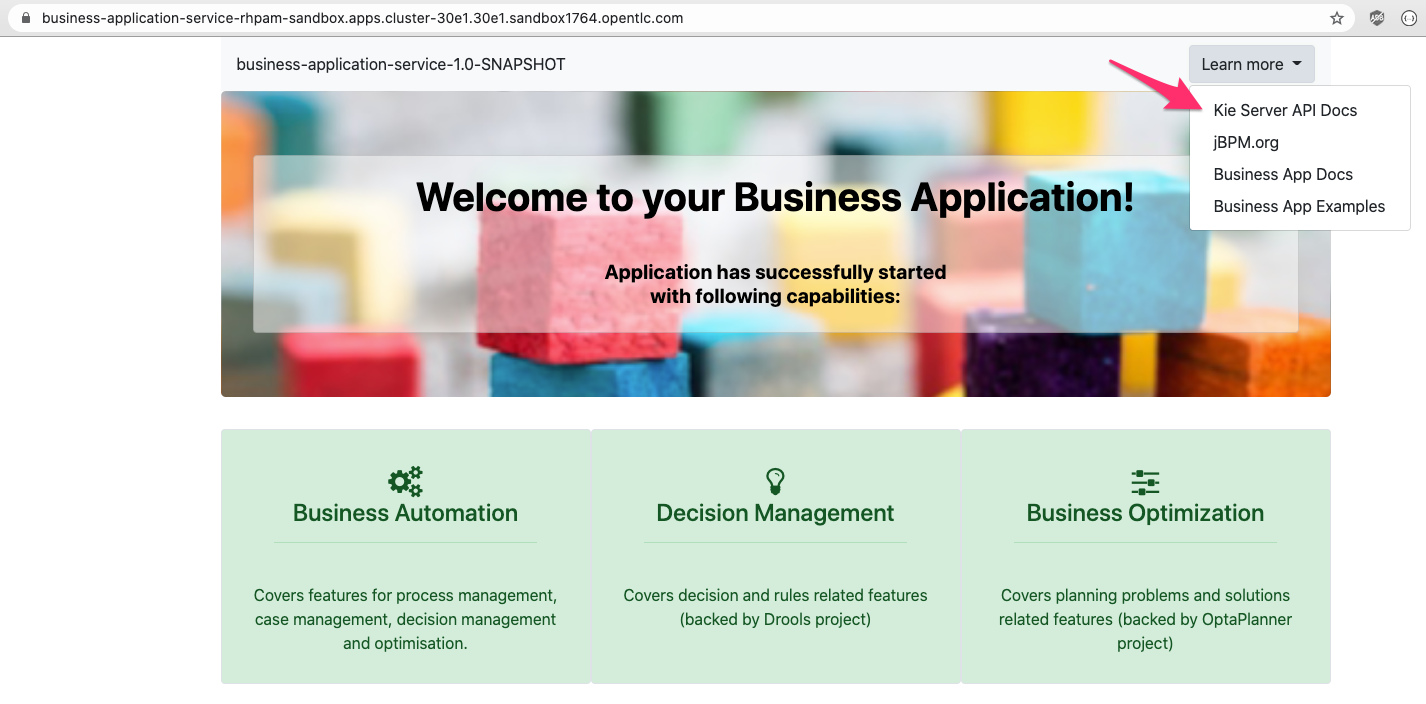 business-application-service-rhpam-sandbox.apps.cluster-30e1.30e1.sandbox1764.opentlc.com
business-application-service-1.0-SNAPSHOT
Learn more
Kie Server API Docs
jBPM.org
Business App Docs
Business App Examples
Welcome to your Business Application!
Application has successfully started
with following capabilities:
Business Automation
Covers features for process management,
case management, decision management
and optimisation.
Decision Management
Covers decision and rules related features
(backed by Drools project)
Business Optimization
Covers planning problems and solutions
related features (backed by OptaPlanner
project)